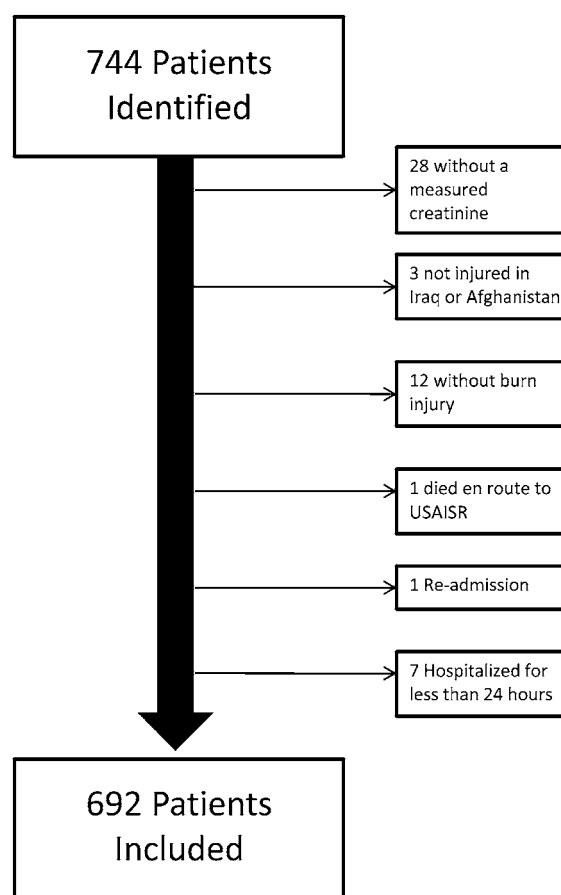 744 Patients
Identified
28 without a
measured
creatinine
3 not injured in
Iraq or Afghanistan
12 without burn
injury
1 died en route to
USAISR
1 Re-admission
7 Hospitalized for
less than 24 hours
692 Patients
Included